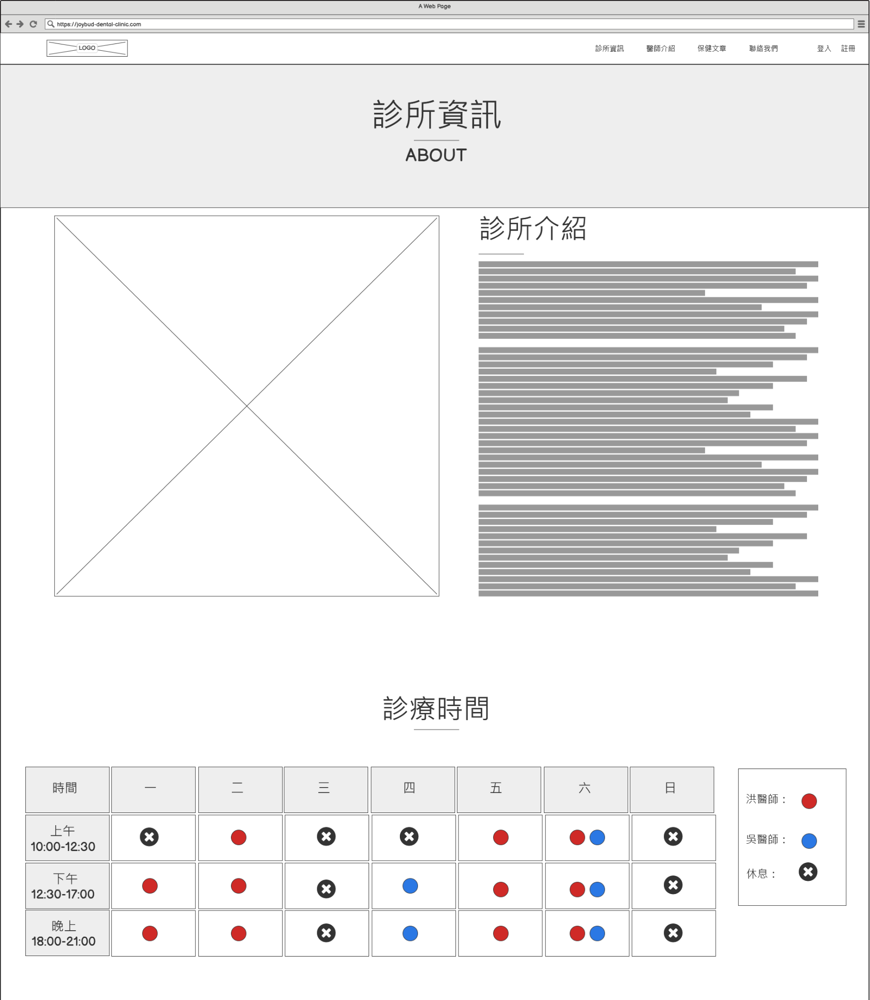 A Web Page
https://joybud-dental-clinic.com
LOGO
診所資訊 醫師介紹 保健文章 聯絡我們 登入 註冊
診所資訊
ABOUT
診所介紹
診療時間
時間 一 二 三 四 五 六 日
上午
10:00-12:30
下午
12:30-17:00
晚上
18:00-21:00
洪醫師：
吳醫師：
休息：